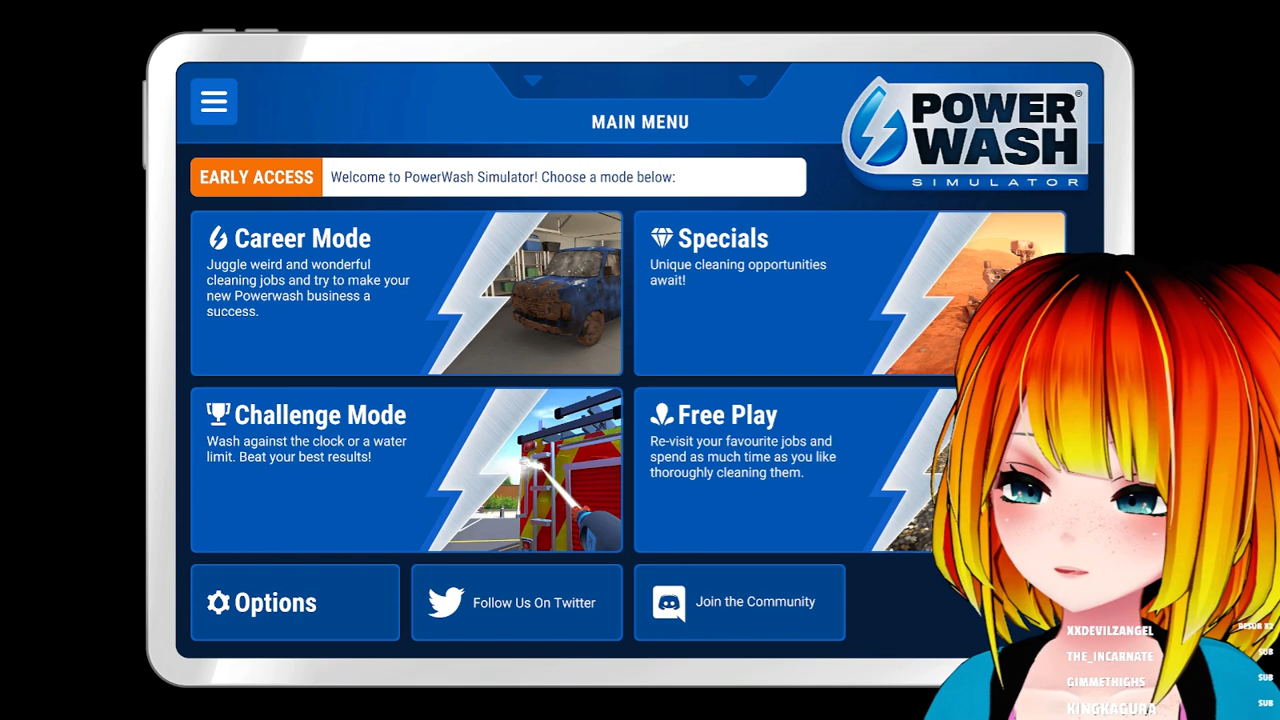 MAIN MENU
POWER
WASH
®
SIMULATOR
EARLY ACCESS Welcome to PowerWash Simulator! Choose a mode below:
Career Mode
Juggle weird and wonderful
cleaning jobs and try to make your
new Powerwash business a
success.
Specials
Unique cleaning opportunities
await!
Challenge Mode
Wash against the clock or a water
limit. Beat your best results!
Free Play
Re-visit your favourite jobs and
spend as much time as you like
thoroughly cleaning them.
Options
Follow Us On Twitter
Join the Community
XXDEVILZANGEL RESUB X2
THE_INCARNATE SUB
GIMMETHIGHS SUB
KINGKAGURA SUB